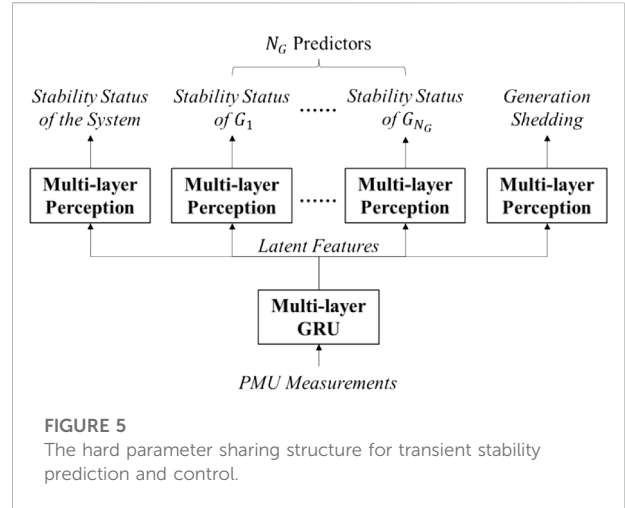 N_G Predictors
Stability Status of the System
Stability Status of G_1
......
Stability Status of G_{N_G}
Generation Shedding
Multi-layer Perception
Multi-layer Perception
......
Multi-layer Perception
Multi-layer Perception
Latent Features
Multi-layer GRU
PMU Measurements
FIGURE 5
The hard parameter sharing structure for transient stability
prediction and control.